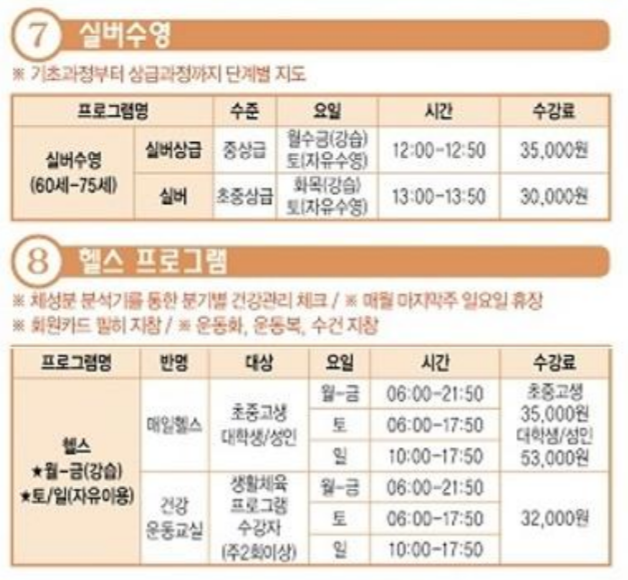 7 실버수영
※ 기초과정부터 상급과정까지 단계별 지도
프로그램명 수준 요일 시간 수강료
실버수영
(60세-75세)
실버상급 중상급 월수금(강습)
토(자유수영) 12:00-12:50 35,000원
실버 초중상급 화목(강습)
토(자유수영) 13:00-13:50 30,000원
8 헬스 프로그램
※ 체성분 분석기를 통한 분기별 건강관리 체크 / ※ 매월 마지막주 일요일 휴장
※ 회원카드 필히 지참 / ※ 운동화, 운동복, 수건 지참
프로그램명 반명 대상 요일 시간 수강료
헬스
★월-금(강습)
★토/일(자유이용)
매일헬스
초중고생
대학생/성인
월-금 06:00-21:50
토 06:00-17:50
일 10:00-17:50
초중고생
35,000원
대학생/성인
53,000원
건강
운동교실
생활체육
프로그램
수강자
(주2회이상)
월-금 06:00-21:50
토 06:00-17:50
일 10:00-17:50
32,000원